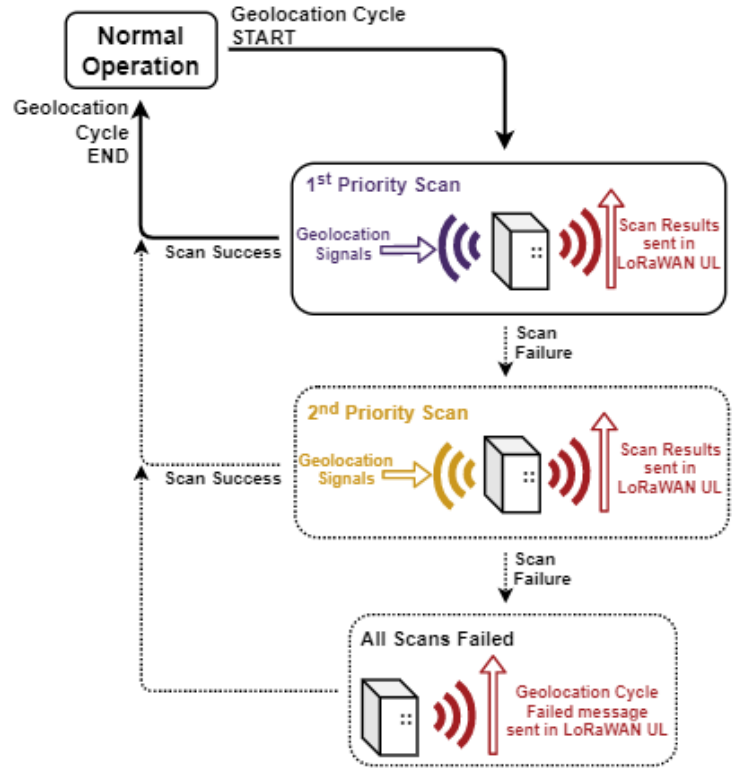 Normal
Operation
Geolocation Cycle
START
Geolocation
Cycle
END
1st Priority Scan
Geolocation
Signals
Scan Results
sent in
LoRaWAN UL
Scan Success
Scan
Failure
2nd Priority Scan
Geolocation
Signals
Scan Results
sent in
LoRaWAN UL
Scan Success
Scan
Failure
All Scans Failed
Geolocation Cycle
Failed message
sent in LoRaWAN UL